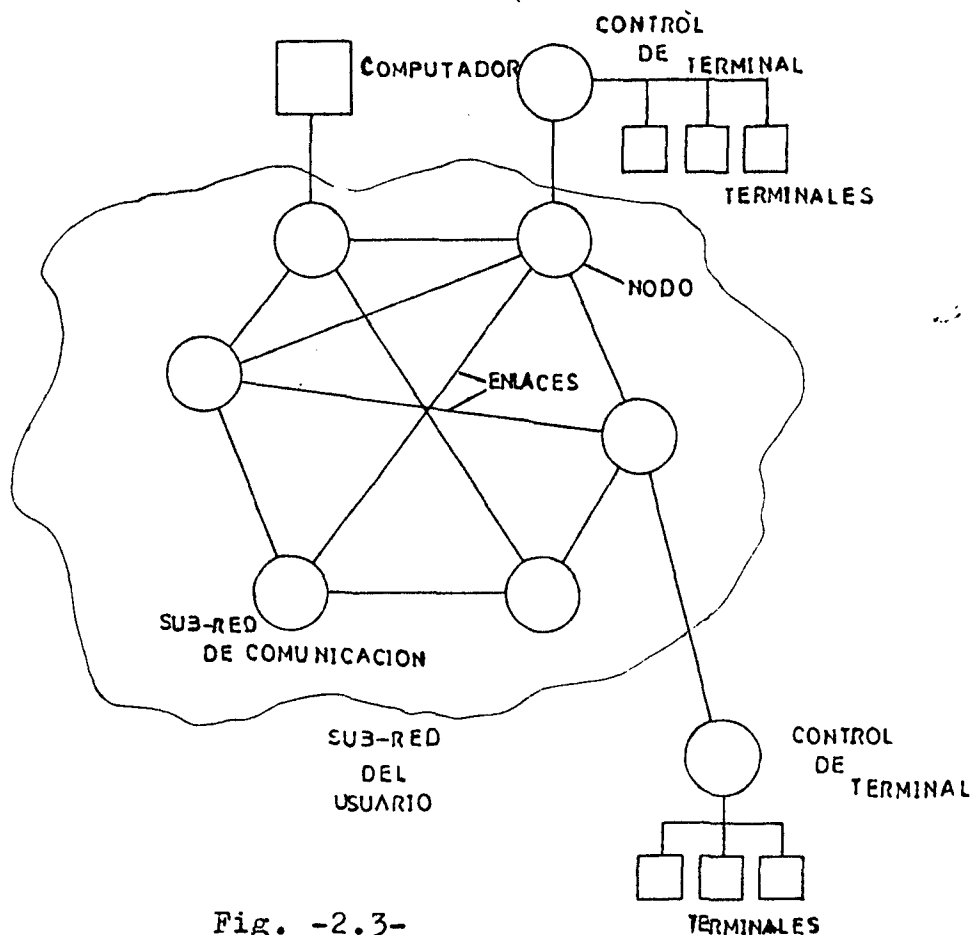 CONTROL
DE
TERMINAL
COMPUTADOR
TERMINALES
NODO
ENLACES
SUB-RED
DE COMUNICACION
SUB-RED
DEL
USUARIO
CONTROL
DE
TERMINAL
TERMINALES
Fig. -2.3-